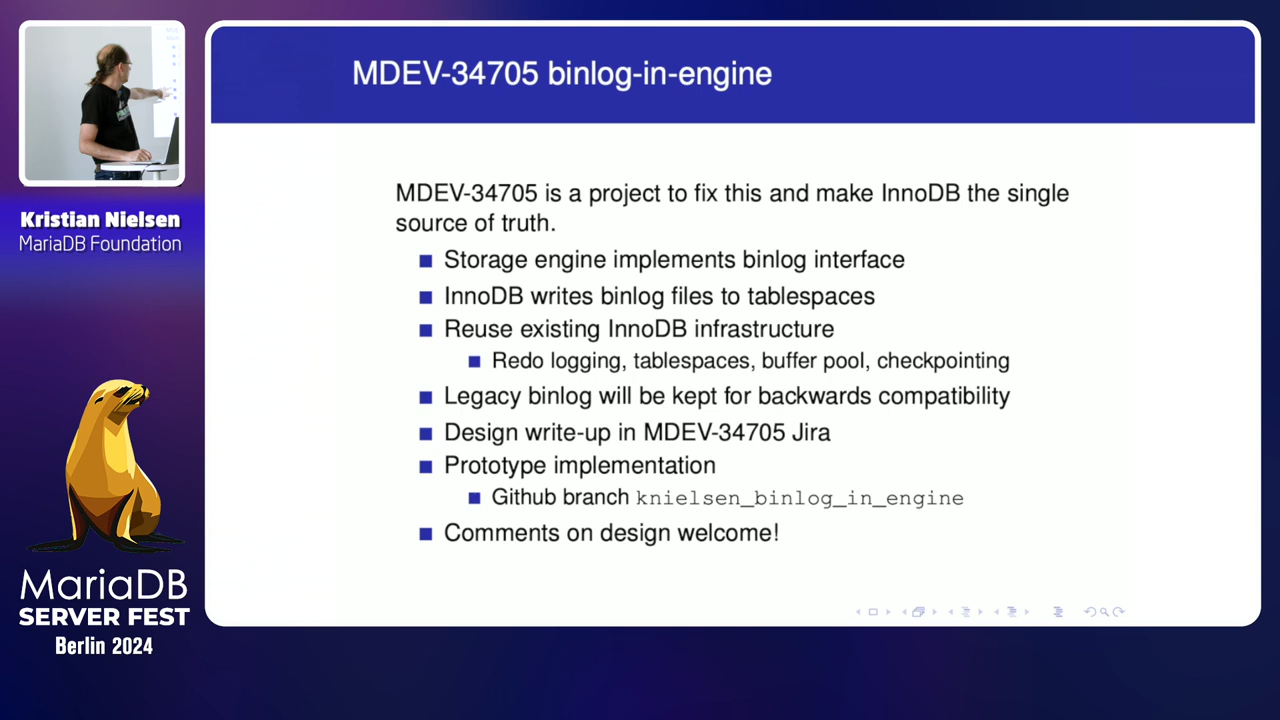 MDEV-34705 binlog-in-engine
Kristian Nielsen
MariaDB Foundation
MDEV-34705 is a project to fix this and make InnoDB the single
source of truth.
Storage engine implements binlog interface
InnoDB writes binlog files to tablespaces
Reuse existing InnoDB infrastructure
Redo logging, tablespaces, buffer pool, checkpointing
Legacy binlog will be kept for backwards compatibility
Design write-up in MDEV-34705 Jira
Prototype implementation
Github branch knielsen_binlog_in_engine
Comments on design welcome!
MariaDB
SERVER FEST
Berlin 2024